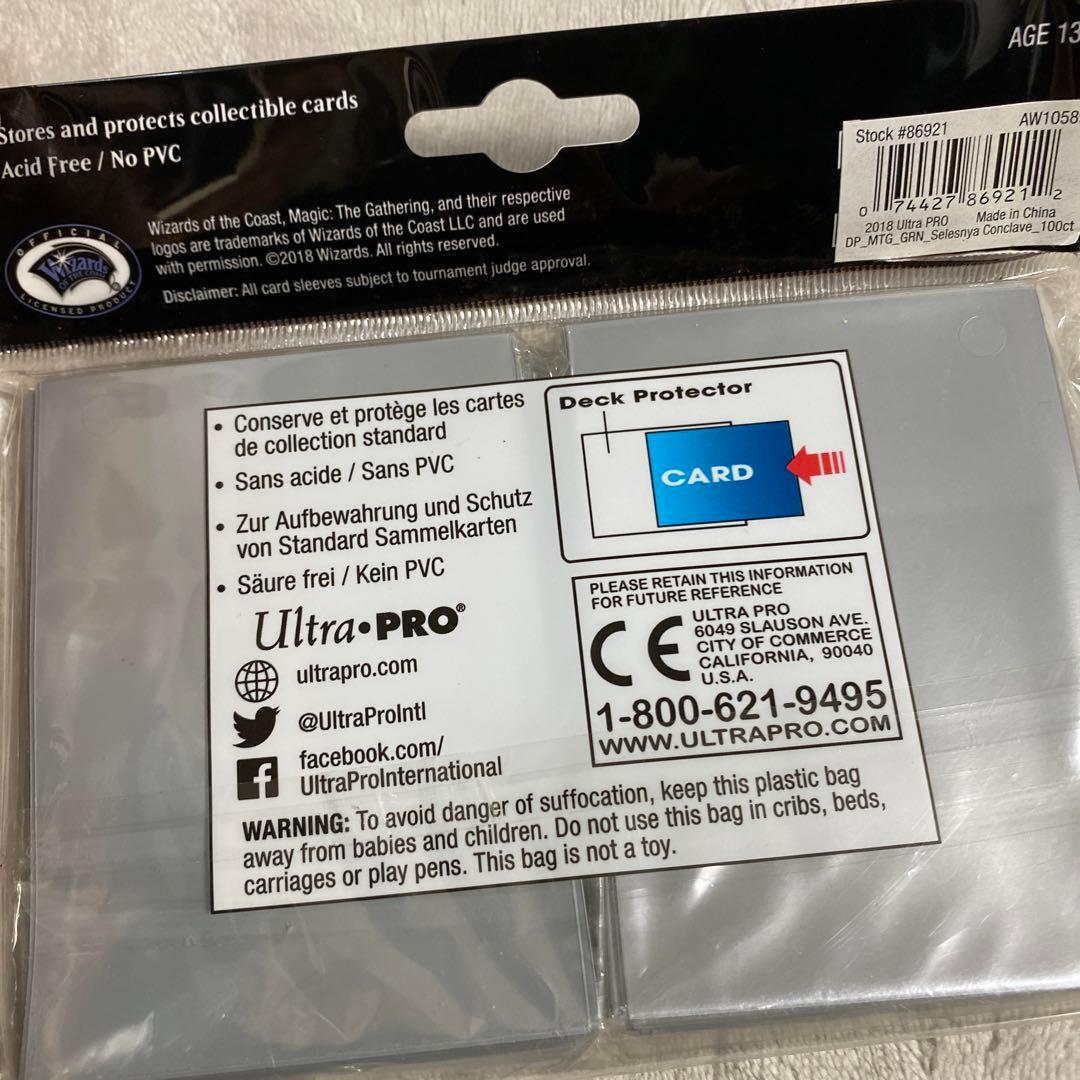 AGE 13
Stores and protects collectible cards
Acid Free / No PVC
Stock #86921
AW1058
0 74427 86921 2
2018 Ultra PRO Made in China
DP_MTG_GRN_Selesnya Conclave_100ct
OFFICIAL
Wizards
OF THE COAST
LICENSED PRODUCT
Wizards of the Coast, Magic: The Gathering, and their respective
logos are trademarks of Wizards of the Coast LLC and are used
with permission. ©2018 Wizards. All rights reserved.
Disclaimer: All card sleeves subject to tournament judge approval.
• Conserve et protège les cartes
de collection standard
• Sans acide / Sans PVC
• Zur Aufbewahrung und Schutz
von Standard Sammelkarten
• Säure frei / Kein PVC
Ultra•PRO®
ultrapro.com
@UltraProIntl
facebook.com/
UltraProInternational
Deck Protector
CARD
PLEASE RETAIN THIS INFORMATION
FOR FUTURE REFERENCE
CE
ULTRA PRO
6049 SLAUSON AVE.
CITY OF COMMERCE
CALIFORNIA, 90040
U.S.A.
1-800-621-9495
WWW.ULTRAPRO.COM
WARNING: To avoid danger of suffocation, keep this plastic bag
away from babies and children. Do not use this bag in cribs, beds,
carriages or play pens. This bag is not a toy.